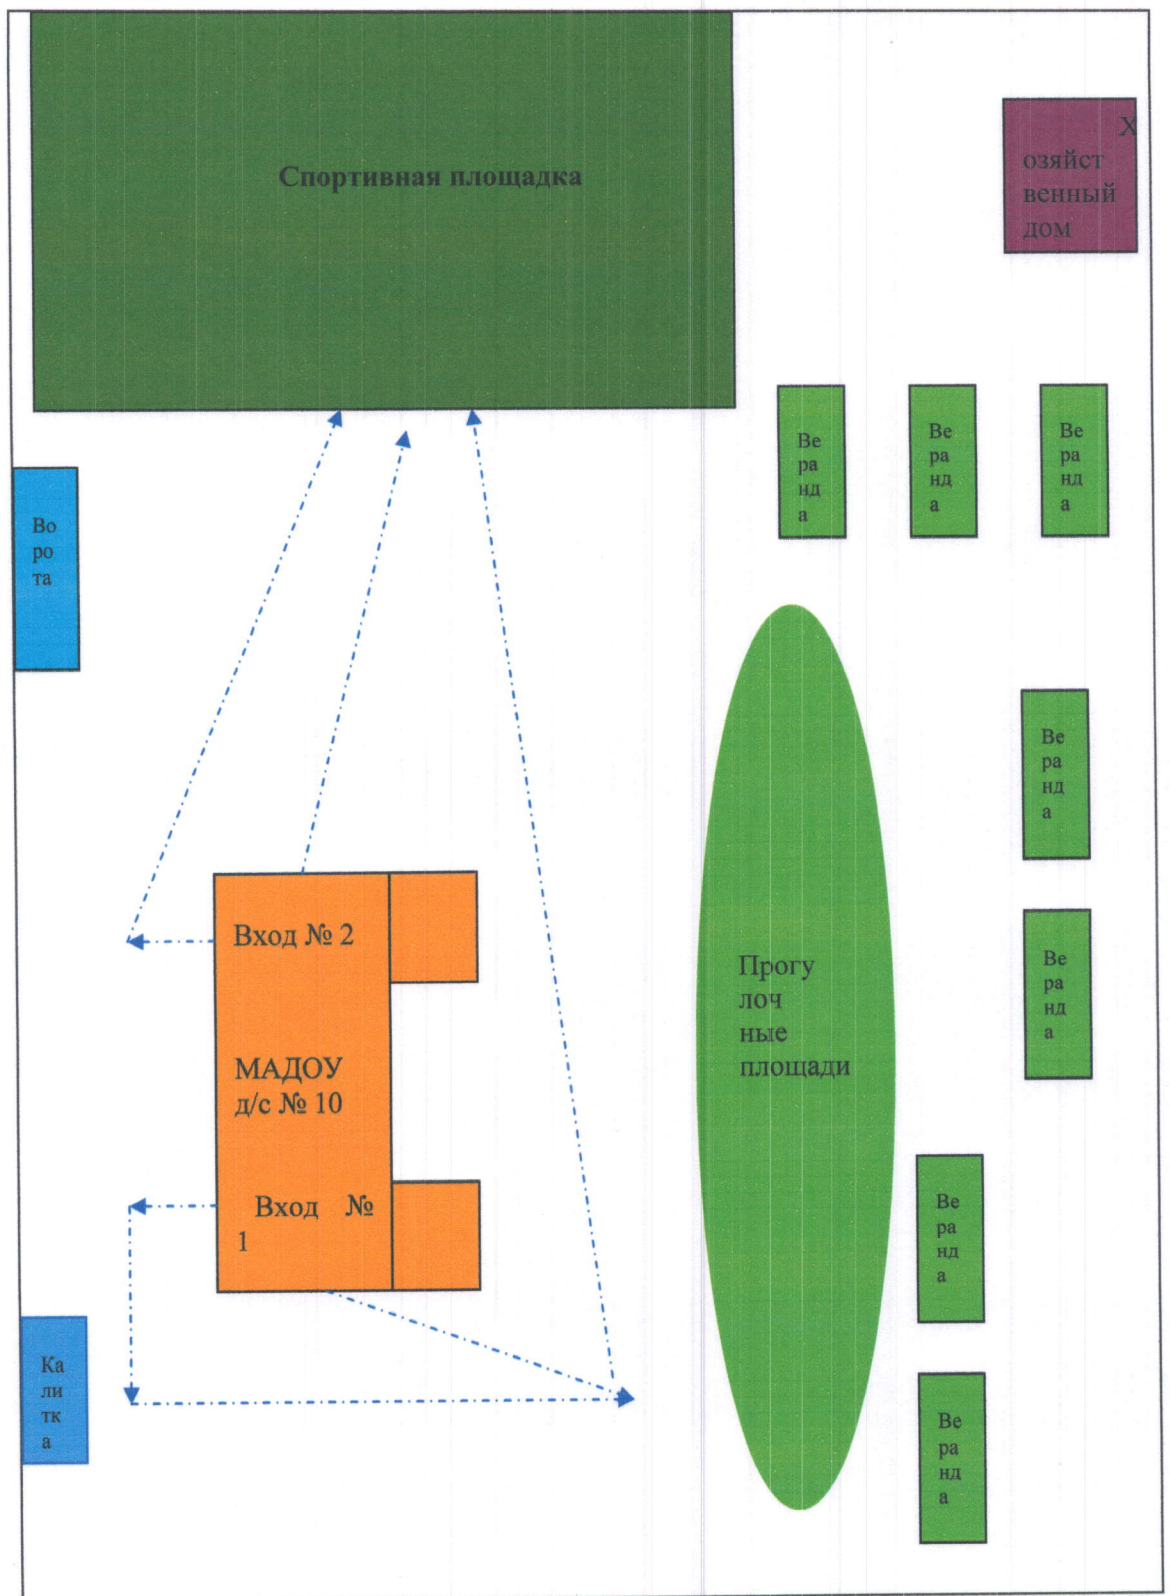 Спортивная площадка
Х
озяйст
венный
дом
Ве
ра
нд
а
Ве
ра
нд
а
Ве
ра
нд
а
Во
ро
та
Ве
ра
нд
а
Вход № 2
Ве
ра
нд
а
Прогу
лоч
ные
площади
МАДОУ
д/с № 10
Вход №
1
Ве
ра
нд
а
Ка
ли
тк
а
Ве
ра
нд
а